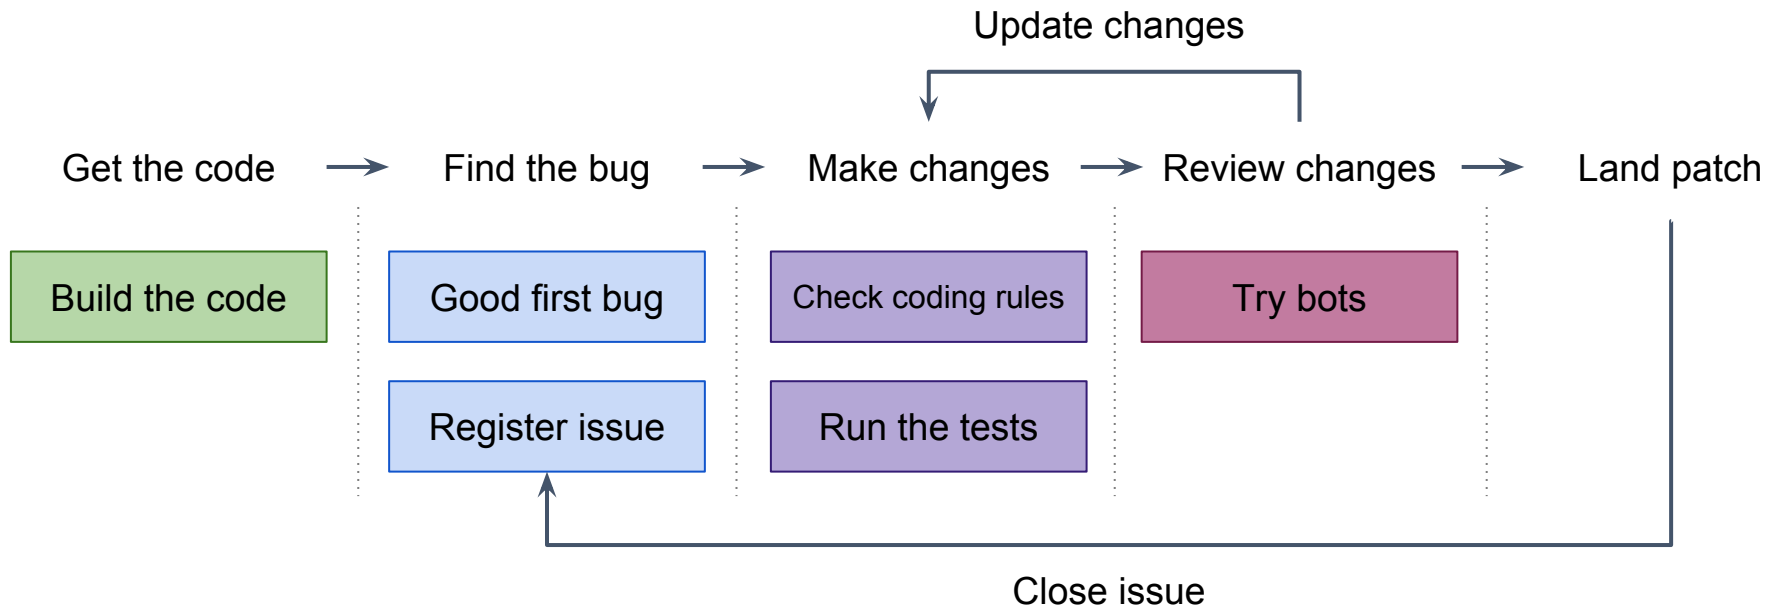 Update changes
Get the code
Find the bug
Make changes
Review changes
Land patch
Build the code
Good first bug
Check coding rules
Try bots
Register issue
Run the tests
Close issue